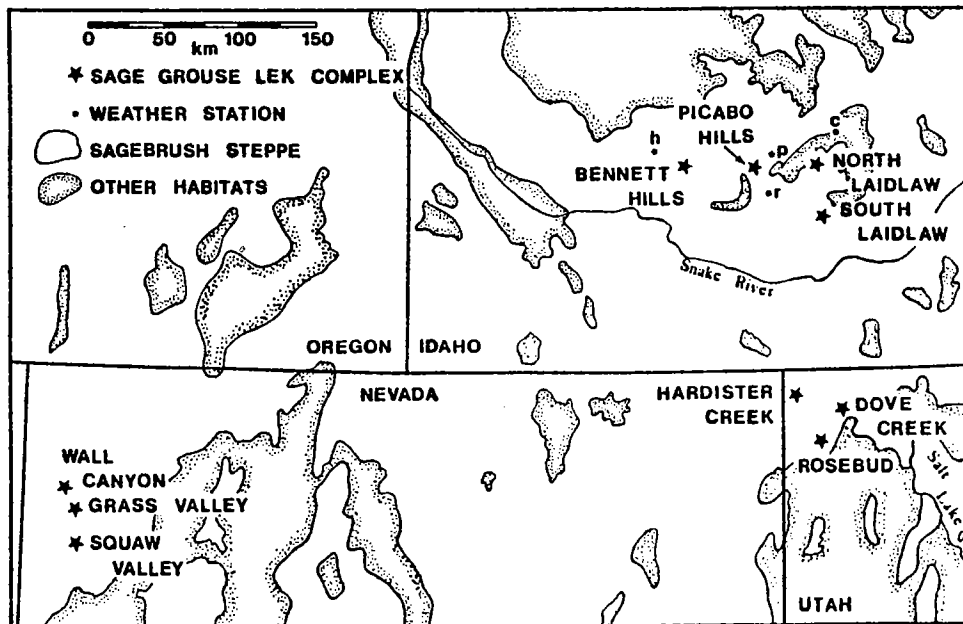 0 50 100 150
km
★ SAGE GROUSE LEK COMPLEX
• WEATHER STATION
SAGEBRUSH STEPPE
OTHER HABITATS
PICABO
HILLS
h
c
p
r
BENNETT
HILLS
NORTH
LAIDLAW
SOUTH
LAIDLAW
Snake River
OREGON
IDAHO
NEVADA
HARDISTER
CREEK
DOVE
CREEK
ROSEBUD
Salt
Lake
WALL
CANYON
GRASS VALLEY
SQUAW
VALLEY
UTAH